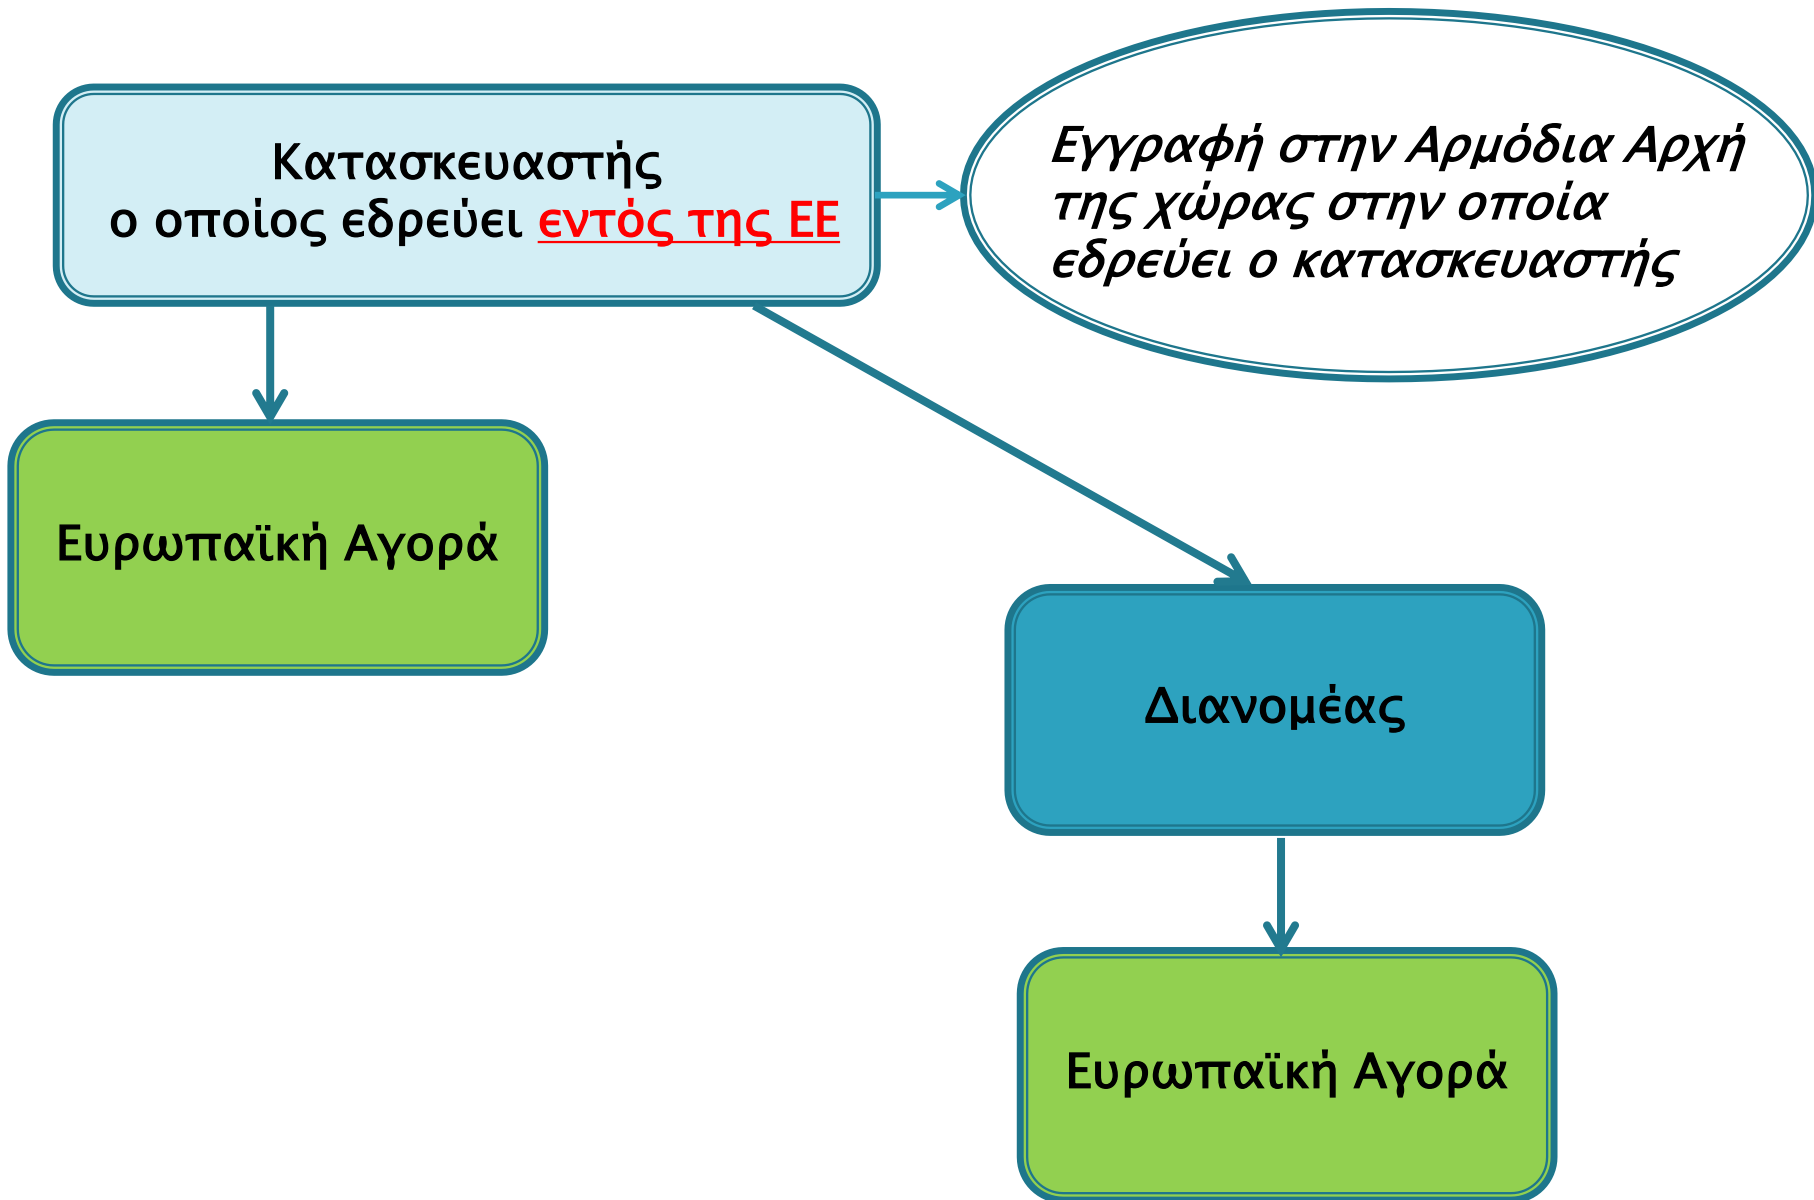 Κατασκευαστής
ο οποίος εδρεύει εντός της ΕΕ
Εγγραφή στην Αρμόδια Αρχή
της χώρας στην οποία
εδρεύει ο κατασκευαστής
Ευρωπαϊκή Αγορά
Διανομέας
Ευρωπαϊκή Αγορά